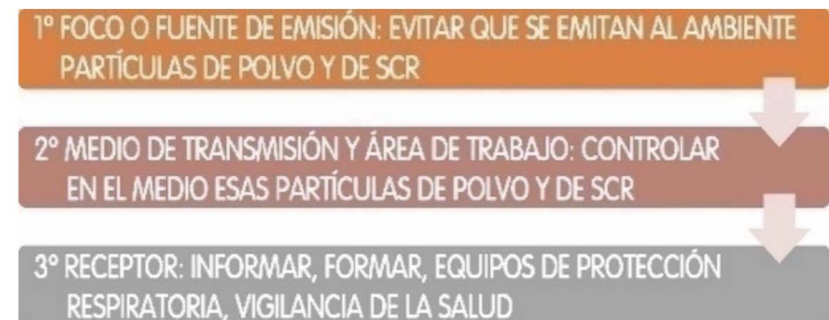 1º FOCO O FUENTE DE EMISIÓN: EVITAR QUE SE EMITAN AL AMBIENTE
PARTÍCULAS DE POLVO Y DE SCR
2º MEDIO DE TRANSMISIÓN Y ÁREA DE TRABAJO: CONTROLAR
EN EL MEDIO ESAS PARTÍCULAS DE POLVO Y DE SCR
3º RECEPTOR: INFORMAR, FORMAR, EQUIPOS DE PROTECCIÓN
RESPIRATORIA, VIGILANCIA DE LA SALUD